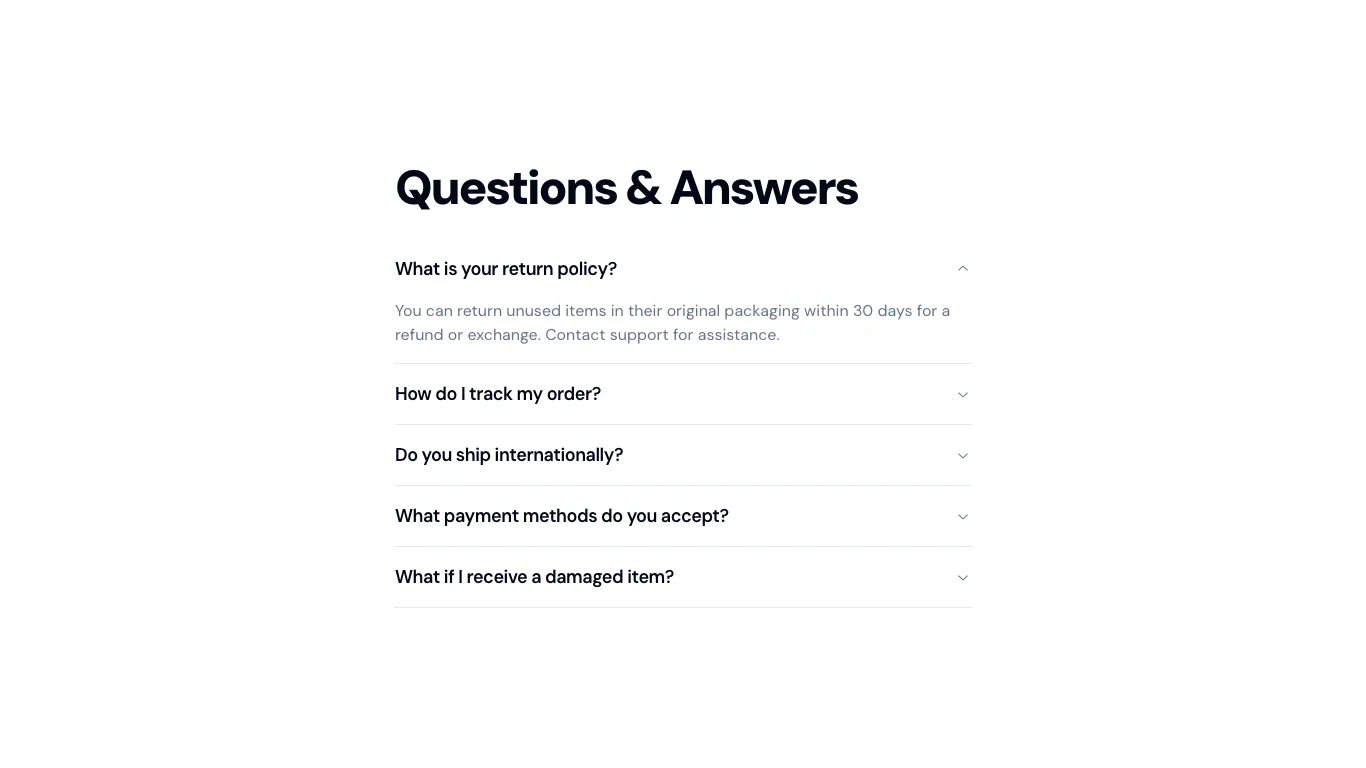 Questions & Answers
What is your return policy?
You can return unused items in their original packaging within 30 days for a
refund or exchange. Contact support for assistance.
How do I track my order?
Do you ship internationally?
What payment methods do you accept?
What if I receive a damaged item?